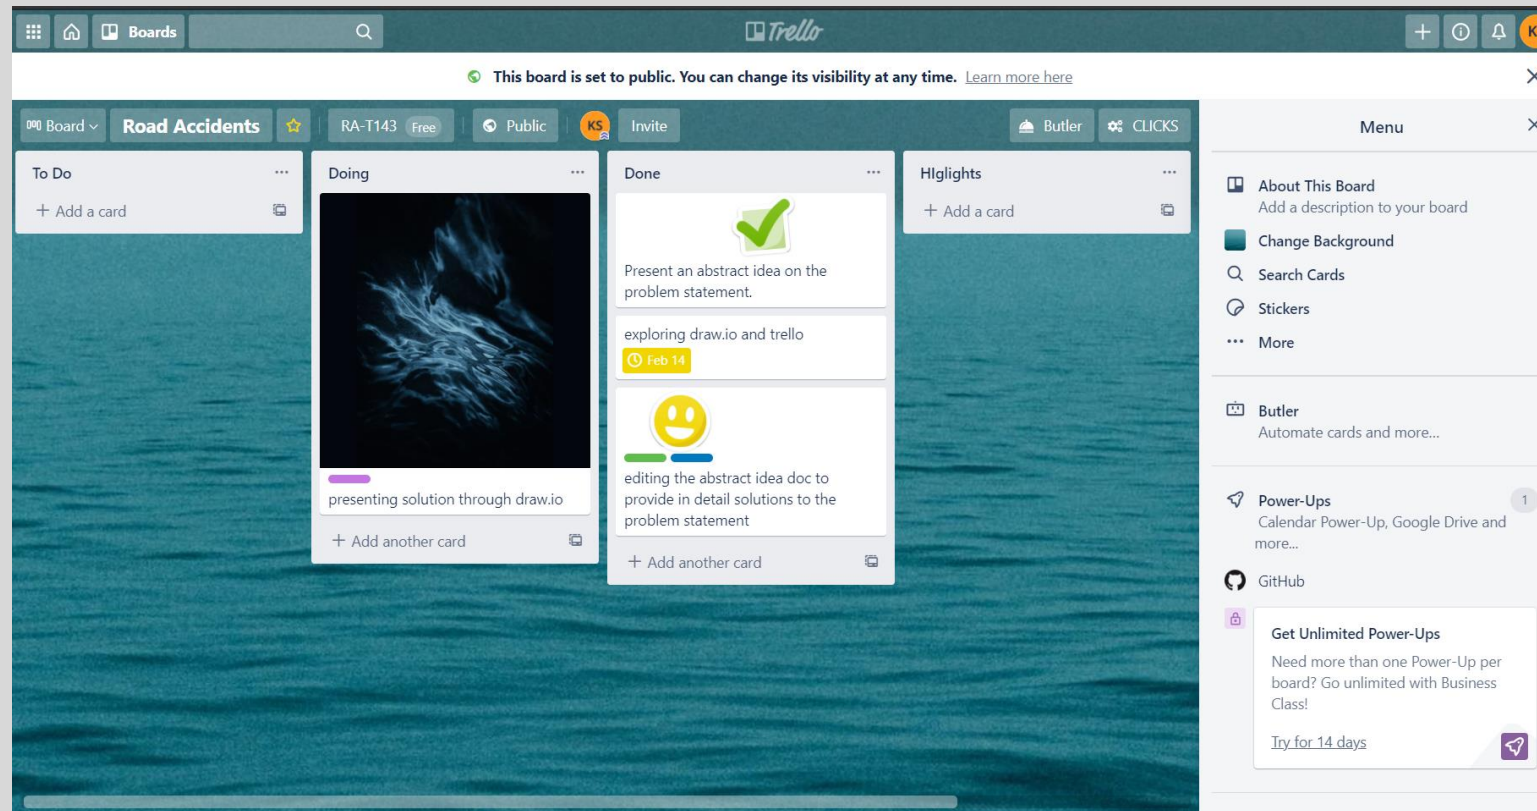 Boards
Trello
K
This board is set to public. You can change its visibility at any time. Learn more here
Board
Road Accidents
RA-T143 Free
Public
KS
Invite
Butler
CLICKS
To Do
+ Add a card
Doing
presenting solution through draw.io
+ Add another card
Done
Present an abstract idea on the
problem statement.
exploring draw.io and trello
Feb 14
editing the abstract idea doc to
provide in detail solutions to the
problem statement
+ Add another card
HIglights
+ Add a card
Menu
About This Board
Add a description to your board
Change Background
Search Cards
Stickers
More
Butler
Automate cards and more...
Power-Ups 1
Calendar Power-Up, Google Drive and
more...
GitHub
Get Unlimited Power-Ups
Need more than one Power-Up per
board? Go unlimited with Business
Class!
Try for 14 days